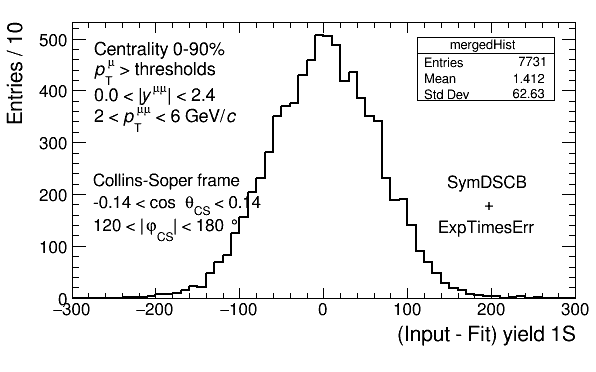 Entries / 10
500
400
300
200
100
0
Centrality 0-90%
p_T^μ > thresholds
0.0 < |y^μμ| < 2.4
2 < p_T^μμ < 6 GeV/c
Collins-Soper frame
-0.14 < cos θ_CS < 0.14
120 < |φ_CS| < 180 °
mergedHist
Entries 7731
Mean 1.412
Std Dev 62.63
SymDSCB
+
ExpTimesErr
−300 −200 −100 0 100 200 300
(Input - Fit) yield 1S